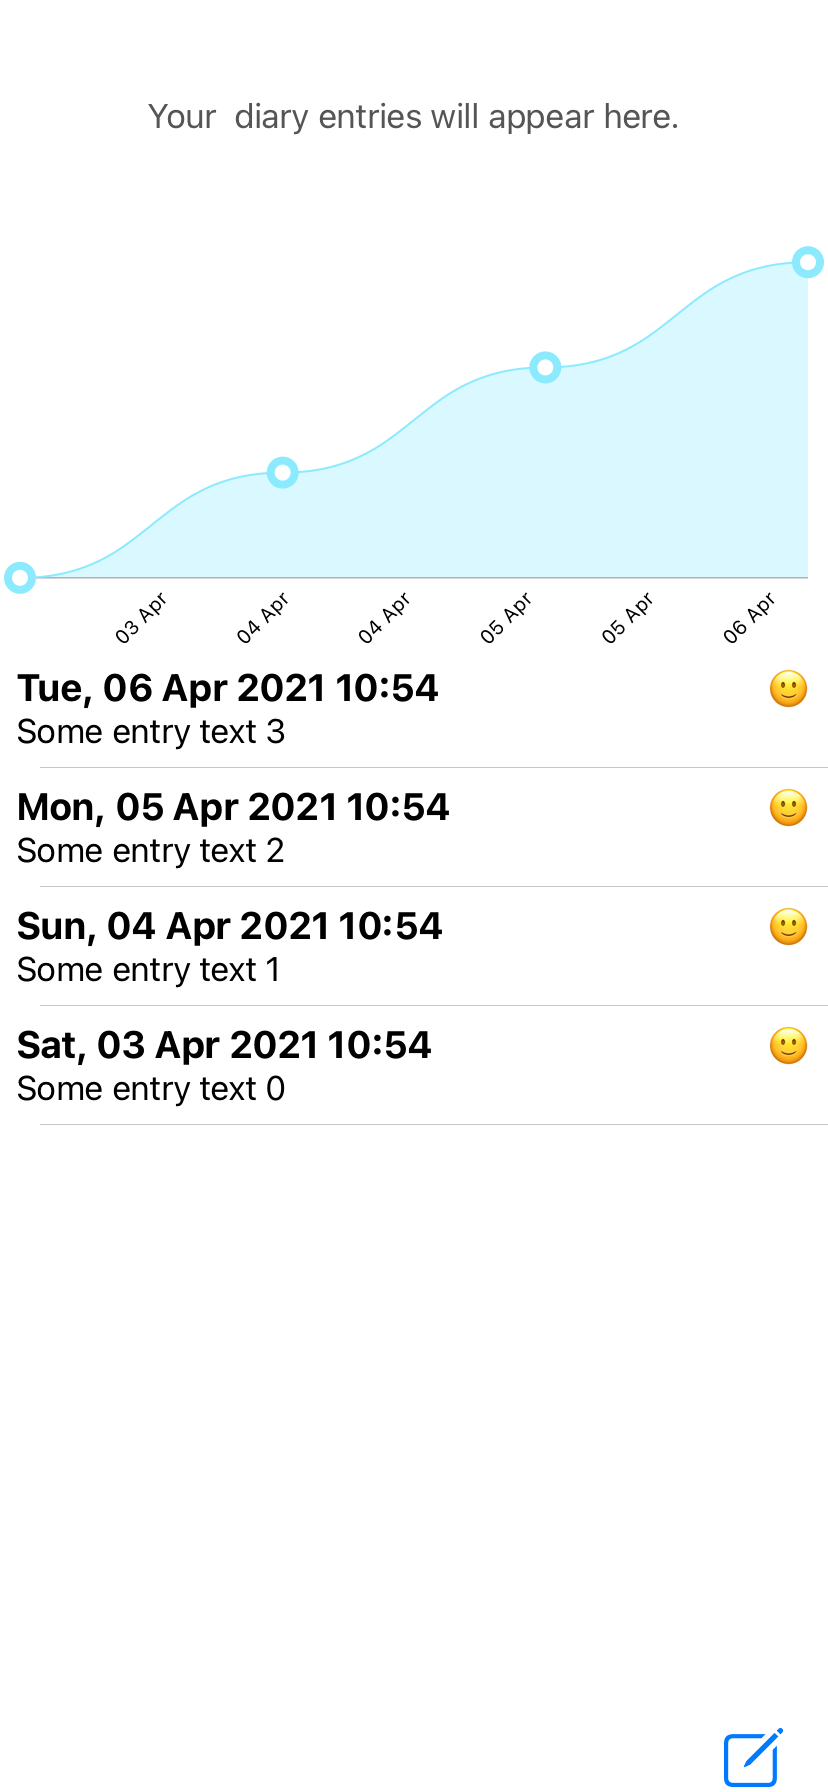 Your  diary entries will appear here.
03 Apr 04 Apr 04 Apr 05 Apr 05 Apr 06 Apr
Tue, 06 Apr 2021 10:54
Some entry text 3
Mon, 05 Apr 2021 10:54
Some entry text 2
Sun, 04 Apr 2021 10:54
Some entry text 1
Sat, 03 Apr 2021 10:54
Some entry text 0